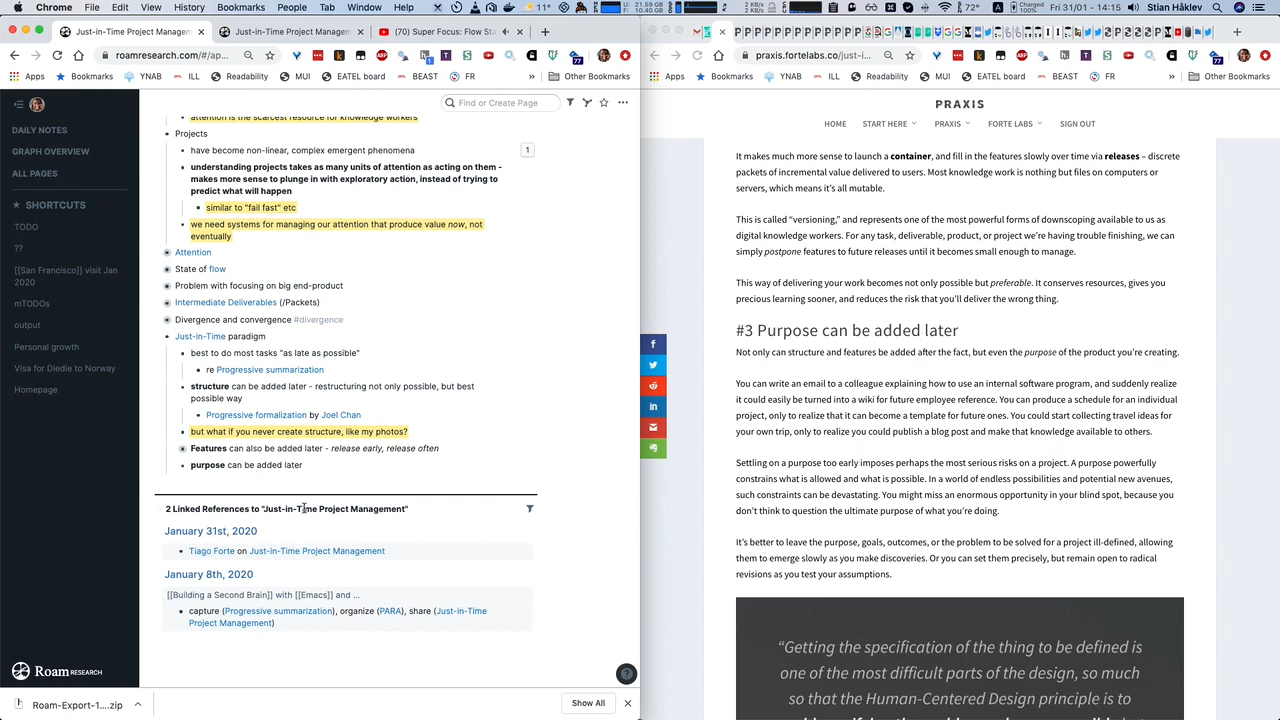 Chrome File Edit View History Bookmarks People Tab Window Help
11°
U: 21.59 GB
F: 10.40 GB
2 KB/s
0 KB/s
72°
Charged
100%
Fri 31/01 - 14:15 Stian Håklev
Just-in-Time Project Managem
Just-in-Time Project Managem
(70) Super Focus: Flow Sta
roamresearch.com/#/ap...
Apps Bookmarks YNAB ILL Readability MUI EATEL board BEAST FR » Other Bookmarks
DAILY NOTES
GRAPH OVERVIEW
ALL PAGES
SHORTCUTS
TODO
??
[[San Francisco]] visit Jan
2020
mTODOs
output
Personal growth
Visa for Diedie to Norway
Homepage
Roam RESEARCH
Find or Create Page
attention is the scarcest resource for knowledge workers
Projects
have become non-linear, complex emergent phenomena
1
understanding projects takes as many units of attention as acting on them -
makes more sense to plunge in with exploratory action, instead of trying to
predict what will happen
similar to "fail fast" etc
we need systems for managing our attention that produce value now, not
eventually
Attention
State of flow
Problem with focusing on big end-product
Intermediate Deliverables (/Packets)
Divergence and convergence #divergence
Just-in-Time paradigm
best to do most tasks "as late as possible"
re Progressive summarization
structure can be added later - restructuring not only possible, but best
possible way
Progressive formalization by Joel Chan
but what if you never create structure, like my photos?
Features can also be added later - release early, release often
purpose can be added later
2 Linked References to "Just-in-Time Project Management"
January 31st, 2020
Tiago Forte on Just-in-Time Project Management
January 8th, 2020
[[Building a Second Brain]] with [[Emacs]] and ...
capture (Progressive summarization), organize (PARA), share (Just-in-Time
Project Management)
Roam-Export-1....zip
Show All
praxis.fortelabs.co/just-i...
Apps Bookmarks YNAB ILL Readability MUI EATEL board BEAST FR » Other Bookmarks
PRAXIS
HOME START HERE PRAXIS FORTE LABS SIGN OUT
It makes much more sense to launch a container, and fill in the features slowly over time via releases – discrete
packets of incremental value delivered to users. Most knowledge work is nothing but files on computers or
servers, which means it's all mutable.
This is called “versioning,” and represents one of the most powerful forms of downscoping available to us as
digital knowledge workers. For any task, deliverable, product, or project we're having trouble finishing, we can
simply postpone features to future releases until it becomes small enough to manage.
This way of delivering your work becomes not only possible but preferable. It conserves resources, gives you
precious learning sooner, and reduces the risk that you'll deliver the wrong thing.
#3 Purpose can be added later
Not only can structure and features be added after the fact, but even the purpose of the product you're creating.
You can write an email to a colleague explaining how to use an internal software program, and suddenly realize
it could easily be turned into a wiki for future employee reference. You can produce a schedule for an individual
project, only to realize that it can become a template for future ones. You could start collecting travel ideas for
your own trip, only to realize you could publish a blog post and make that knowledge available to others.
Settling on a purpose too early imposes perhaps the most serious risks on a project. A purpose powerfully
constrains what is allowed and what is possible. In a world of endless possibilities and potential new avenues,
such constraints can be devastating. You might miss an enormous opportunity in your blind spot, because you
don't think to question the ultimate purpose of what you're doing.
It's better to leave the purpose, goals, outcomes, or the problem to be solved for a project ill-defined, allowing
them to emerge slowly as you make discoveries. Or you can set them precisely, but remain open to radical
revisions as you test your assumptions.
“Getting the specification of the thing to be defined is
one of the most difficult parts of the design, so much
so that the Human-Centered Design principle is to